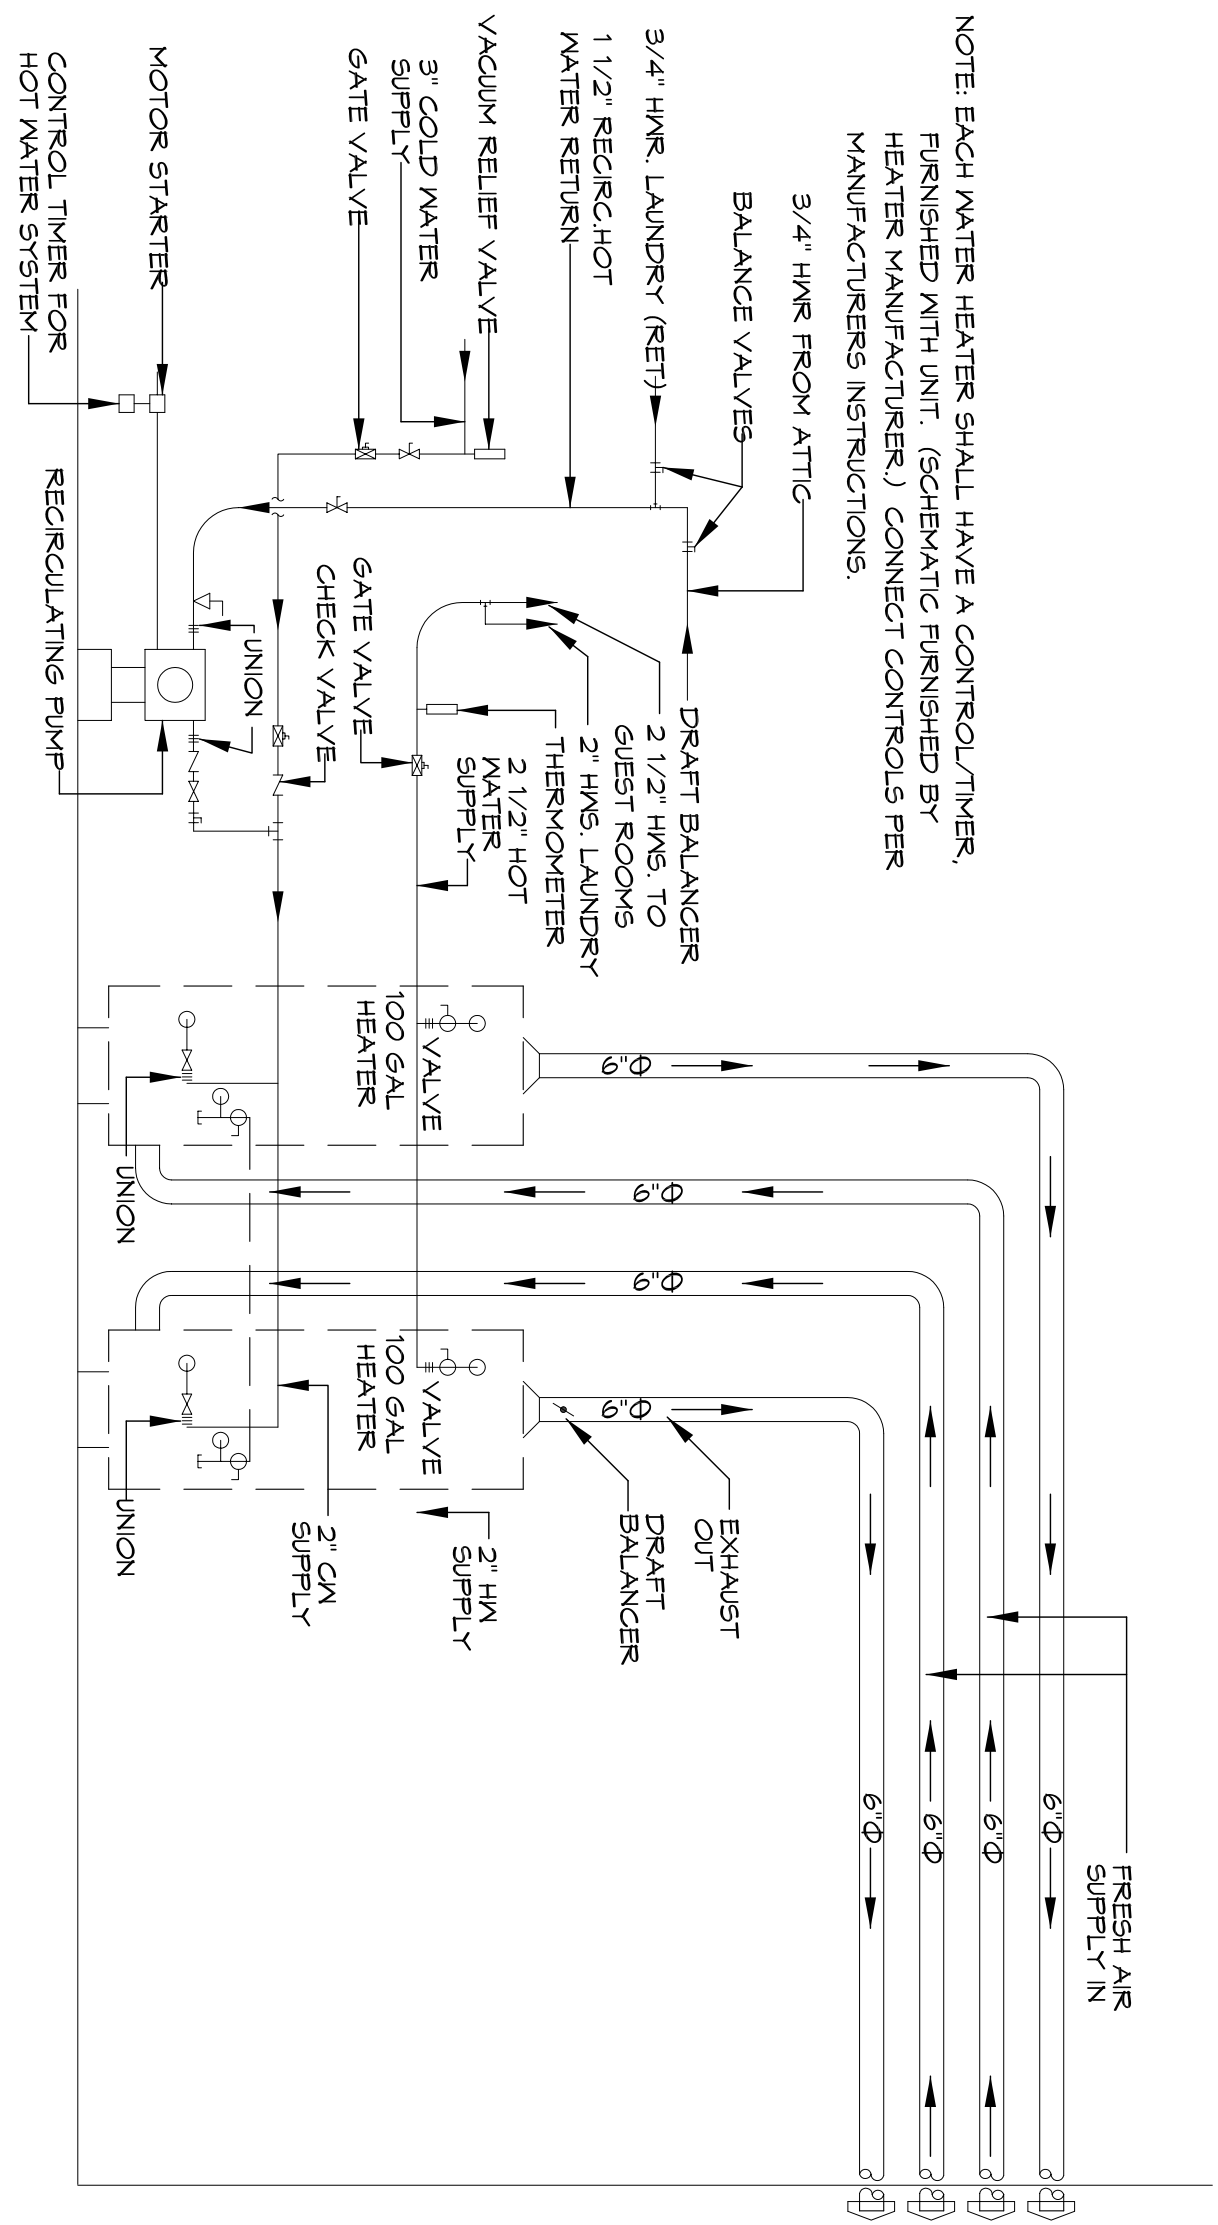 NOTE: EACH WATER HEATER SHALL HAVE A CONTROL/TIMER,
FURNISHED WITH UNIT. (SCHEMATIC FURNISHED BY
HEATER MANUFACTURER.) CONNECT CONTROLS PER
MANUFACTURERS INSTRUCTIONS.
3/4" HWR FROM ATTIC
BALANCE VALVES
3/4" HWR. LAUNDRY (RET)
1 1/2" RECIRC.HOT
WATER RETURN
VACUUM RELIEF VALVE
3" COLD WATER
SUPPLY
GATE VALVE
MOTOR STARTER
CONTROL TIMER FOR
HOT WATER SYSTEM
DRAFT BALANCER
2 1/2" HWS. TO
GUEST ROOMS
2" HWS. LAUNDRY
THERMOMETER
2 1/2" HOT
WATER
SUPPLY
GATE VALVE
CHECK VALVE
UNION
RECIRCULATING PUMP
6"Φ
VALVE
100 GAL
HEATER
UNION
6"Φ
6"Φ
6"Φ
VALVE
100 GAL
HEATER
UNION
EXHAUST
OUT
DRAFT
BALANCER
2" HW
SUPPLY
2" CW
SUPPLY
FRESH AIR
SUPPLY IN
6"Φ
6"Φ
6"Φ
6"Φ